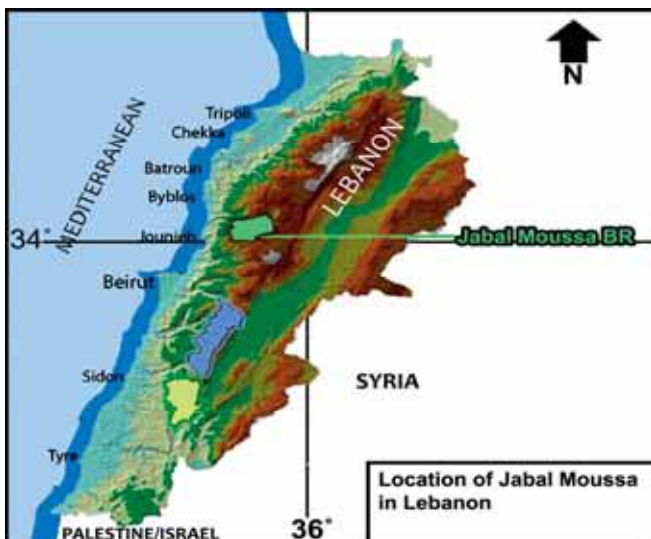 N
Tripoli
Chekka
MEDITERRANEAN
LEBANON
Batroun
Byblos
34°
Jounieh
Jabal Moussa BR
Beirut
Sidon
SYRIA
Tyre
Location of Jabal Moussa
in Lebanon
PALESTINE/ISRAEL
36°